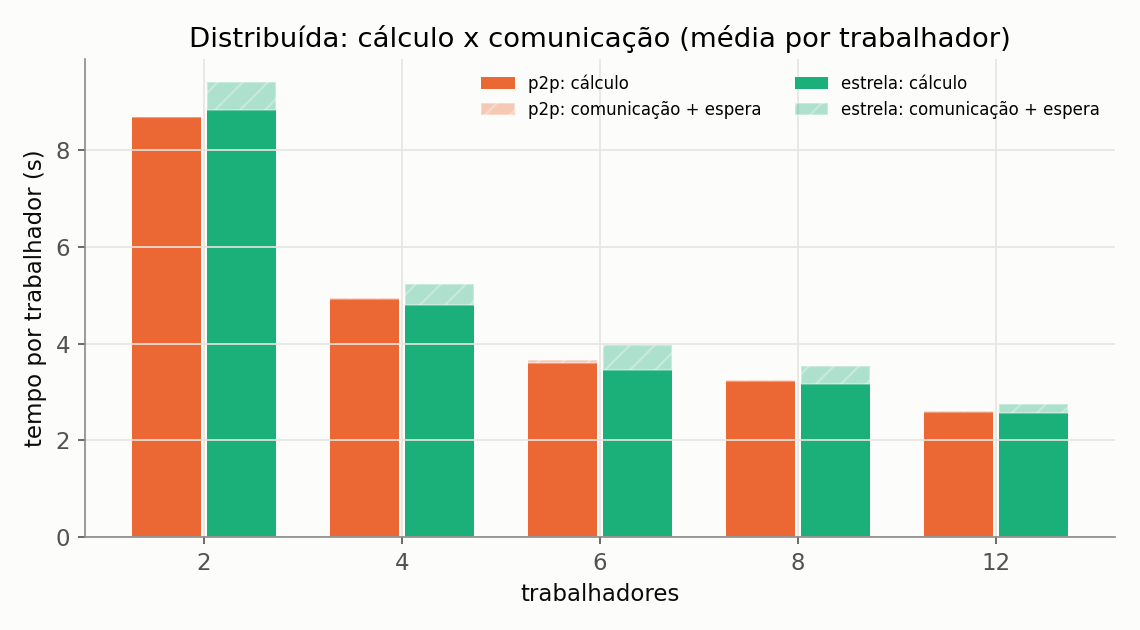 Distribuída: cálculo x comunicação (média por trabalhador)
p2p: cálculo
p2p: comunicação + espera
estrela: cálculo
estrela: comunicação + espera
tempo por trabalhador (s)
8
6
4
2
0
2 4 6 8 12
trabalhadores